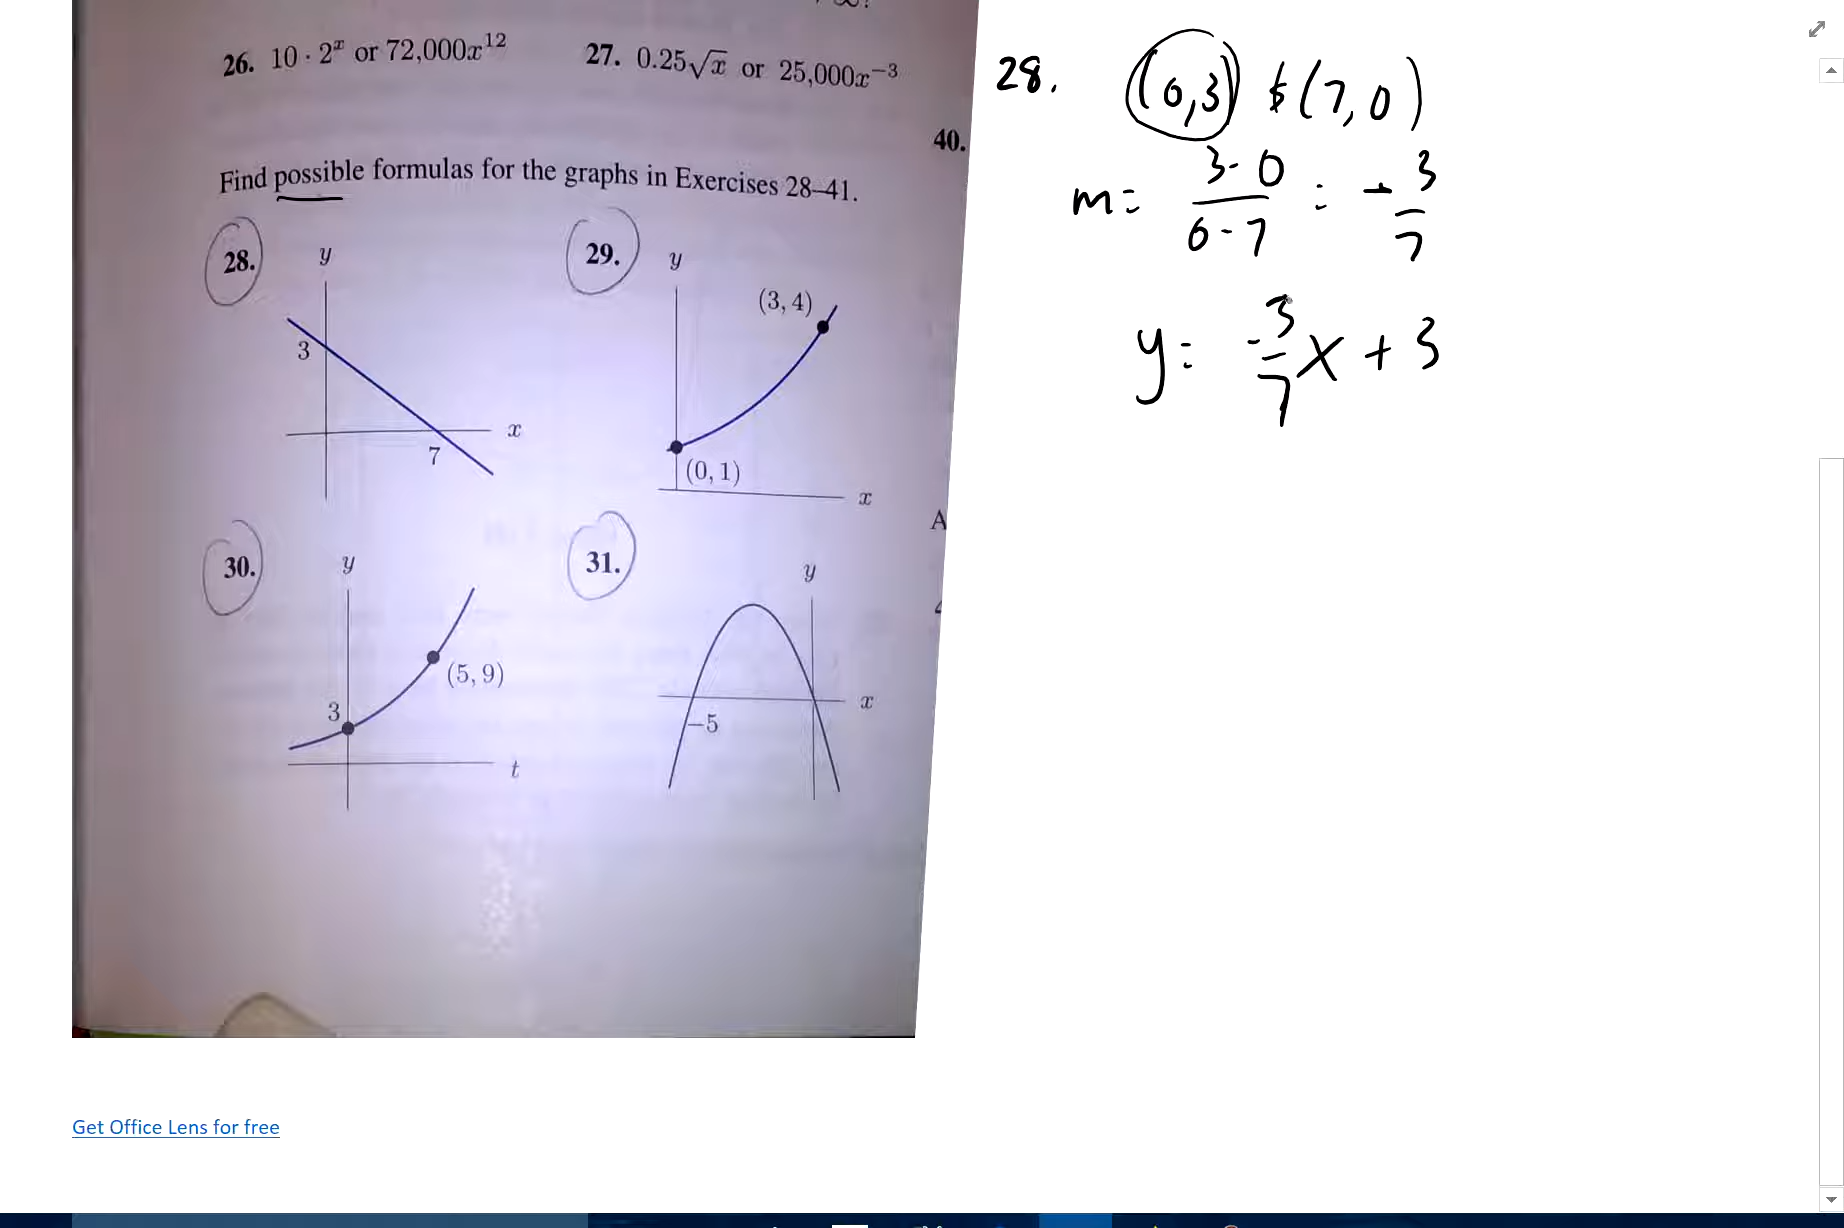 26. 10 · 2^x or 72,000x^12
27. 0.25√x or 25,000x^−3
40.
Find possible formulas for the graphs in Exercises 28–41.
28.
y
3
x
7
29.
y
(3, 4)
(0, 1)
x
30.
y
3
(5, 9)
t
31.
y
x
−5
A
28. (0,3) & (7,0)
m = 3-0 / 0-7 = -3/7
y = -3/7 x + 3
Get Office Lens for free